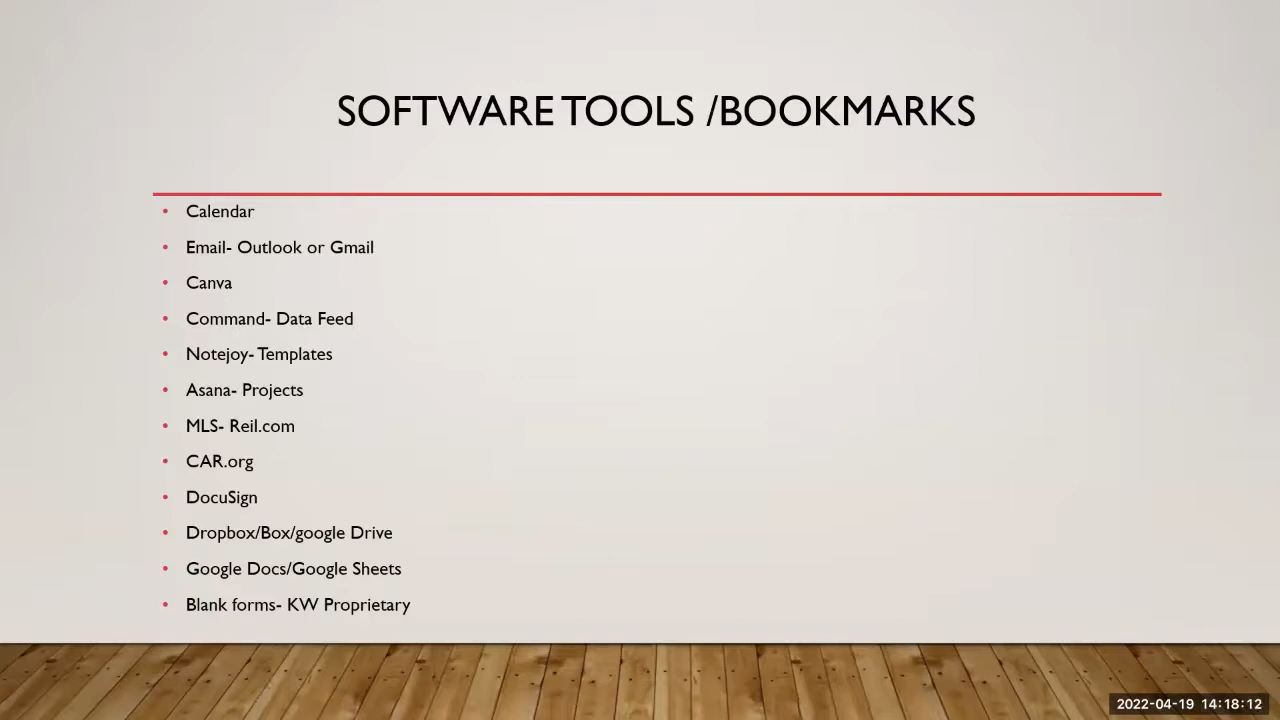 SOFTWARE TOOLS /BOOKMARKS
• Calendar
• Email- Outlook or Gmail
• Canva
• Command- Data Feed
• Notejoy- Templates
• Asana- Projects
• MLS- Reil.com
• CAR.org
• DocuSign
• Dropbox/Box/google Drive
• Google Docs/Google Sheets
• Blank forms- KW Proprietary
2022-04-19 14:18:12